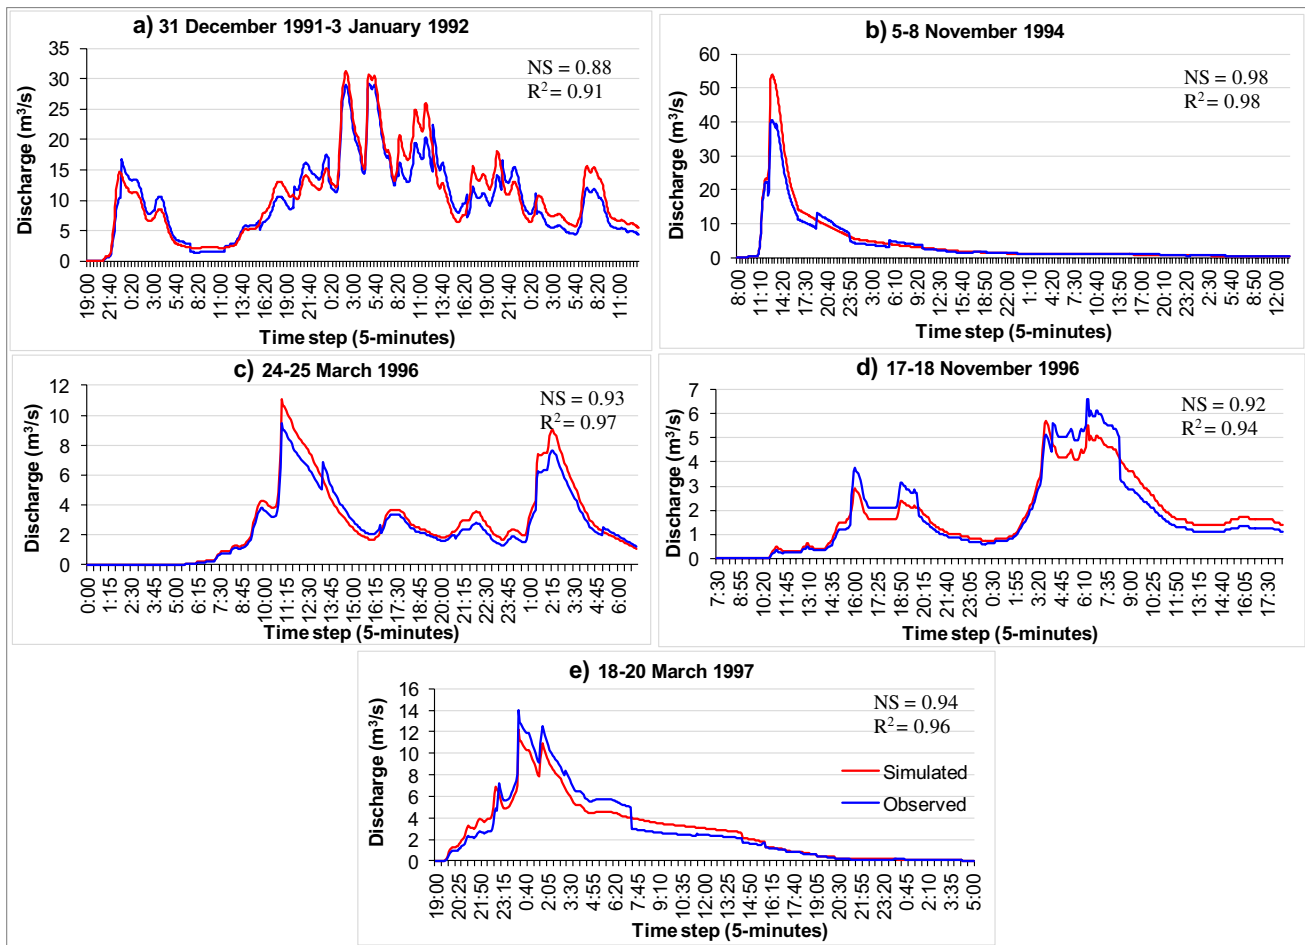 a) 31 December 1991-3 January 1992
NS = 0.88
R² = 0.91
Discharge (m³/s)
35
30
25
20
15
10
5
0
19:00 21:40 0:20 3:00 5:40 8:20 11:00 13:40 16:20 19:00 21:40 0:20 3:00 5:40 8:20 11:00 13:40 16:20 19:00 21:40 0:20 3:00 5:40 8:20 11:00
Time step (5-minutes)
b) 5-8 November 1994
NS = 0.98
R² = 0.98
Discharge (m³/s)
60
50
40
30
20
10
0
8:00 11:10 14:20 17:30 20:40 23:50 3:00 6:10 9:20 12:30 15:40 18:50 22:00 1:10 4:20 7:30 10:40 13:50 17:00 20:10 23:20 2:30 5:40 8:50 12:00
Time step (5-minutes)
c) 24-25 March 1996
NS = 0.93
R² = 0.97
Discharge (m³/s)
12
10
8
6
4
2
0
0:00 1:15 2:30 3:45 5:00 6:15 7:30 8:45 10:00 11:15 12:30 13:45 15:00 16:15 17:30 18:45 20:00 21:15 22:30 23:45 1:00 2:15 3:30 4:45 6:00
Time step (5-minutes)
d) 17-18 November 1996
NS = 0.92
R² = 0.94
Discharge (m³/s)
7
6
5
4
3
2
1
0
7:30 8:55 10:20 11:45 13:10 14:35 16:00 17:25 18:50 20:15 21:40 23:05 0:30 1:55 3:20 4:45 6:10 7:35 9:00 10:25 11:50 13:15 14:40 16:05 17:30
Time step (5-minutes)
e) 18-20 March 1997
NS = 0.94
R² = 0.96
Simulated
Observed
Discharge (m³/s)
16
14
12
10
8
6
4
2
0
19:00 20:25 21:50 23:15 0:40 2:05 3:30 4:55 6:20 7:45 9:10 10:35 12:00 13:25 14:50 16:15 17:40 19:05 20:30 21:55 23:20 0:45 2:10 3:35 5:00
Time step (5-minutes)